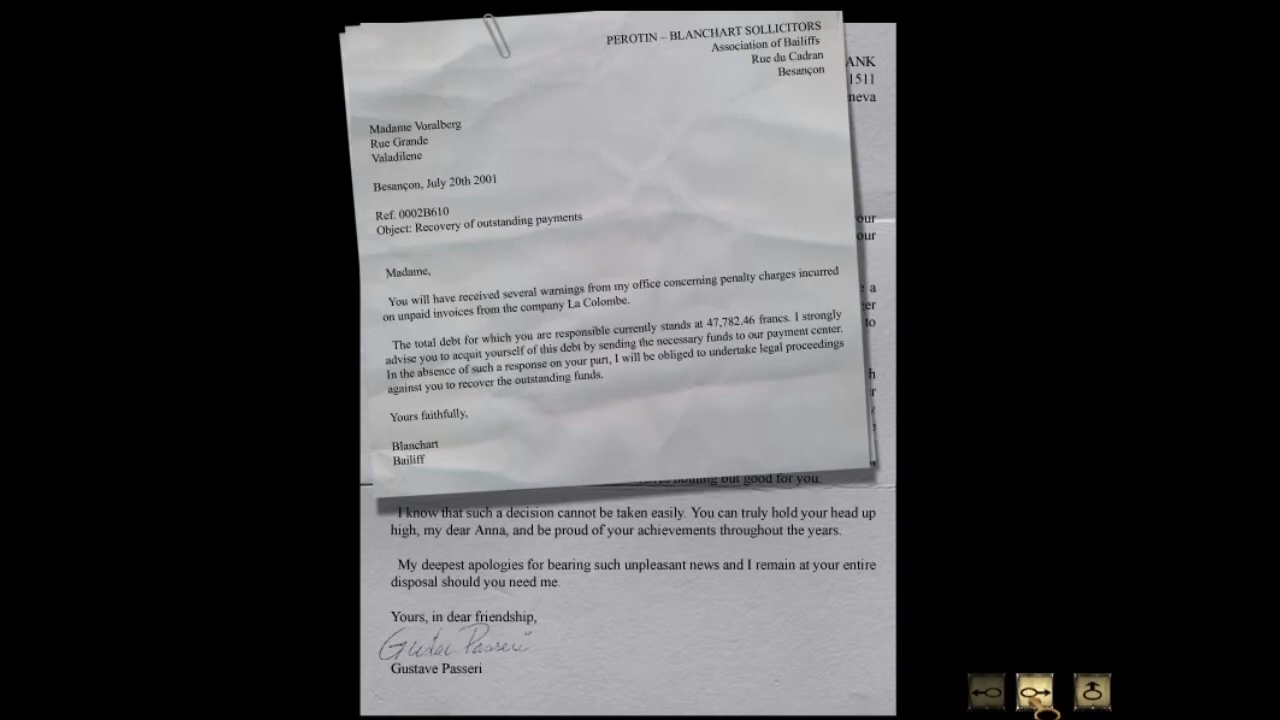 PEROTIN – BLANCHART SOLLICITORS
Association of Bailiffs
Rue du Cadran
Besançon
ANK
1511
neva
Madame Voralberg
Rue Grande
Valadilene
Besançon, July 20th 2001
Ref. 0002B610
Object: Recovery of outstanding payments
our
our
Madame,
You will have received several warnings from my office concerning penalty charges incurred
on unpaid invoices from the company La Colombe.
a
er
to
The total debt for which you are responsible currently stands at 47,782.46 francs. I strongly
advise you to acquit yourself of this debt by sending the necessary funds to our payment center.
In the absence of such a response on your part, I will be obliged to undertake legal proceedings
against you to recover the outstanding funds.
h
r
Yours faithfully,
Blanchart
Bailiff
nothing but good for you.
I know that such a decision cannot be taken easily. You can truly hold your head up
high, my dear Anna, and be proud of your achievements throughout the years.
My deepest apologies for bearing such unpleasant news and I remain at your entire
disposal should you need me.
Yours, in dear friendship,
Gustave Passeri
Gustave Passeri